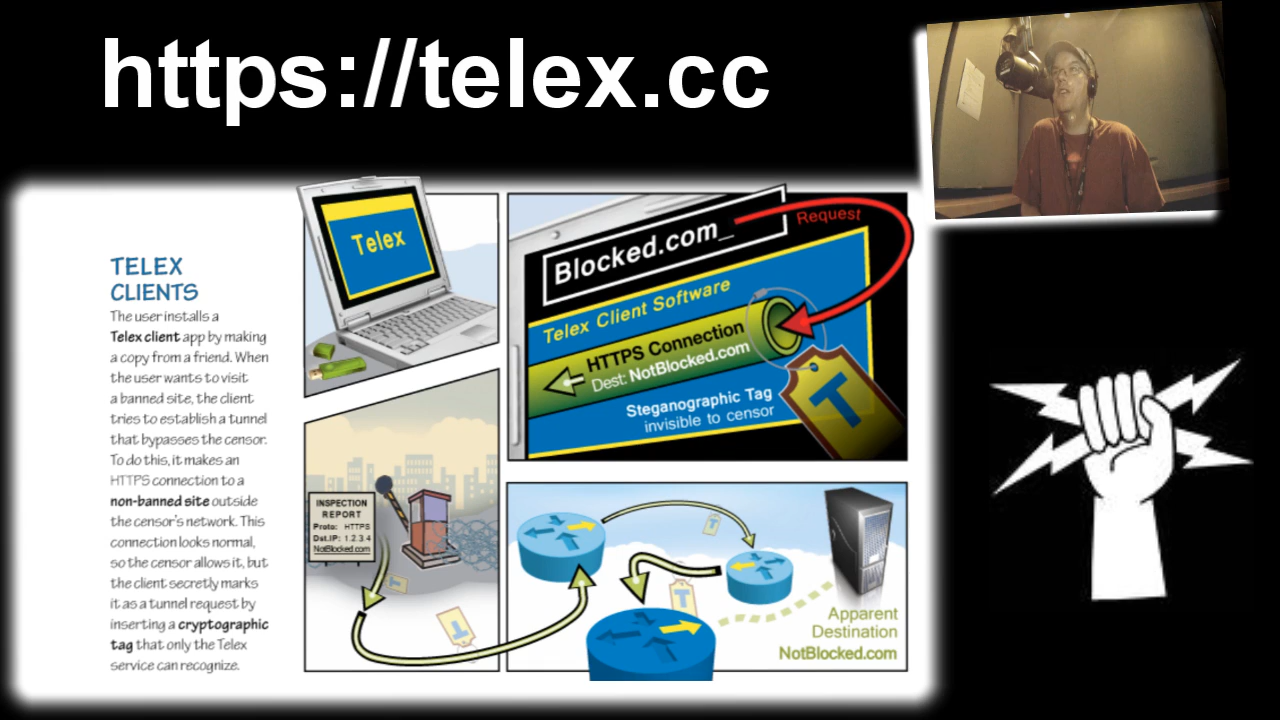 https://telex.cc
TELEX
CLIENTS
The user installs a
Telex client app by making
a copy from a friend. When
the user wants to visit
a banned site, the client
tries to establish a tunnel
that bypasses the censor.
To do this, it makes an
HTTPS connection to a
non-banned site outside
the censor's network. This
connection looks normal,
so the censor allows it, but
the client secretly marks
it as a tunnel request by
inserting a cryptographic
tag that only the Telex
service can recognize.
Telex
Blocked.com_
Request
Telex Client Software
HTTPS Connection
Dest: NotBlocked.com
Steganographic Tag
invisible to censor
T
INSPECTION
REPORT
Proto: HTTPS
Dst.IP: 1.2.3.4
NotBlocked.com
T
T
T
T
Apparent
Destination
NotBlocked.com